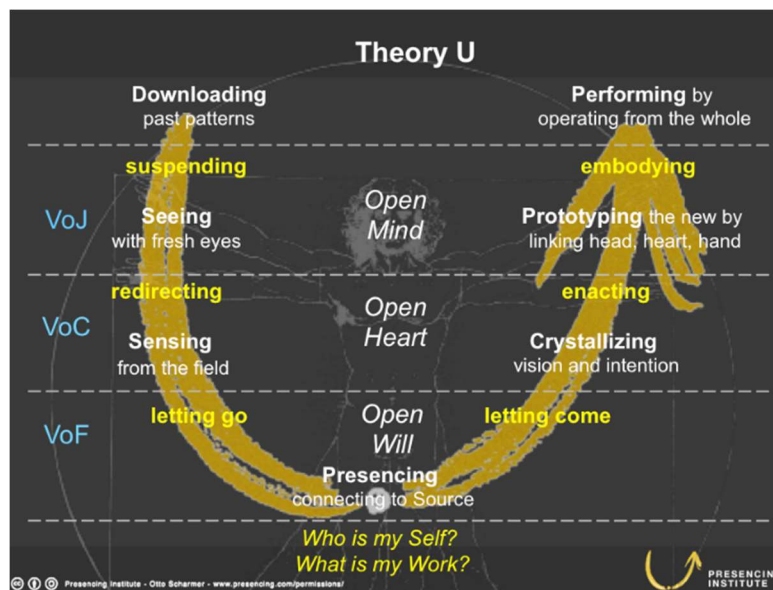 Theory U
Downloading
past patterns
Performing by
operating from the whole
suspending
embodying
VoJ
Seeing
with fresh eyes
Open
Mind
Prototyping the new by
linking head, heart, hand
redirecting
enacting
VoC
Sensing
from the field
Open
Heart
Crystallizing
vision and intention
letting go
letting come
VoF
Open
Will
Presencing
connecting to Source
Who is my Self?
What is my Work?
Presencing Institute - Otto Scharmer - www.presencing.com/permissions/
PRESENCIN
INSTITUTE